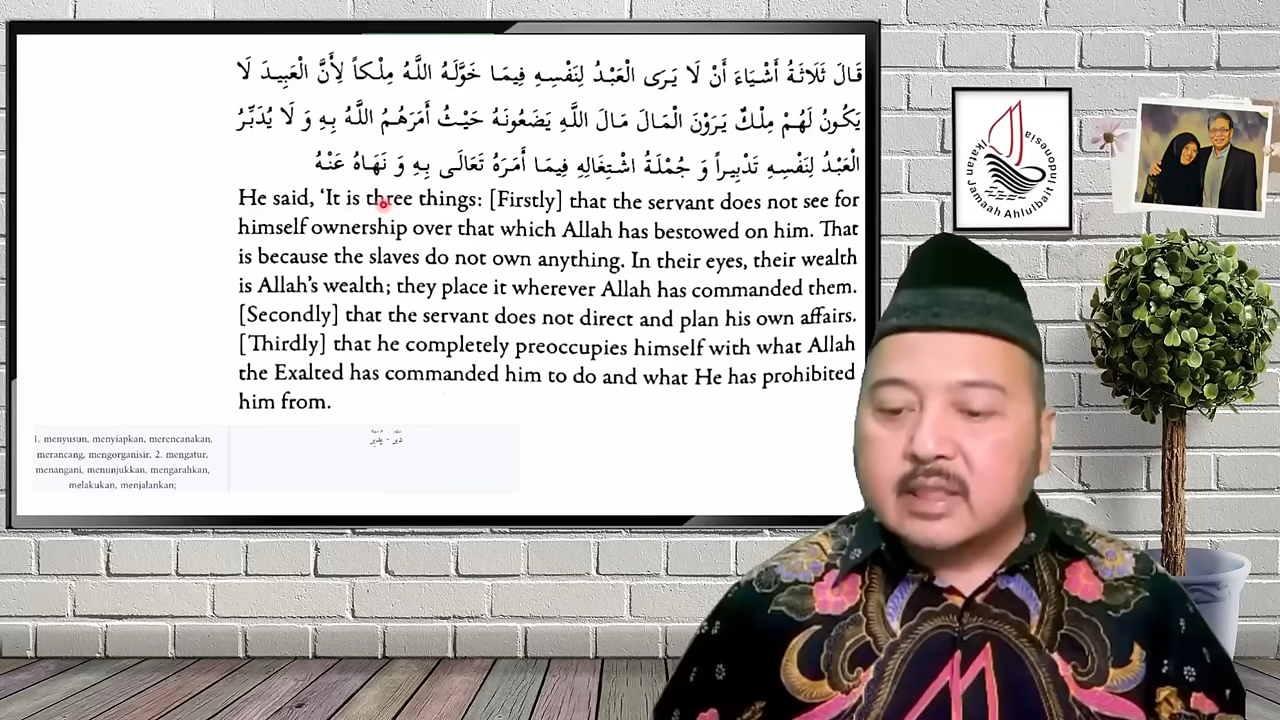 قَالَ ثَلَاثَةُ أَشْيَاءَ أَنْ لَا يَرَى الْعَبْدُ لِنَفْسِهِ فِيمَا خَوَّلَهُ اللَّهُ مِلْكاً لِأَنَّ الْعَبِيدَ لَا
يَكُونُ لَهُمْ مِلْكٌ يَرَوْنَ الْمَالَ مَالَ اللَّهِ يَضَعُونَهُ حَيْثُ أَمَرَهُمُ اللَّهُ بِهِ وَ لَا يُدَبِّرُ
الْعَبْدُ لِنَفْسِهِ تَدْبِيراً وَ جُمْلَةُ اشْتِغَالِهِ فِيمَا أَمَرَهُ تَعَالَى بِهِ وَ نَهَاهُ عَنْهُ
He said, ‘It is three things: [Firstly] that the servant does not see for
himself ownership over that which Allah has bestowed on him. That
is because the slaves do not own anything. In their eyes, their wealth
is Allah’s wealth; they place it wherever Allah has commanded them.
[Secondly] that the servant does not direct and plan his own affairs.
[Thirdly] that he completely preoccupies himself with what Allah
the Exalted has commanded him to do and what He has prohibited
him from.
1. menyusun, menyiapkan, merencanakan,
merancang, mengorganisir, 2. mengatur,
menangani, menunjukkan, mengarahkan,
melakukan, menjalankan;
دَبَّرَ - يُدَبِّرُ
Ikatan Jamaah Ahlulbait Indonesia